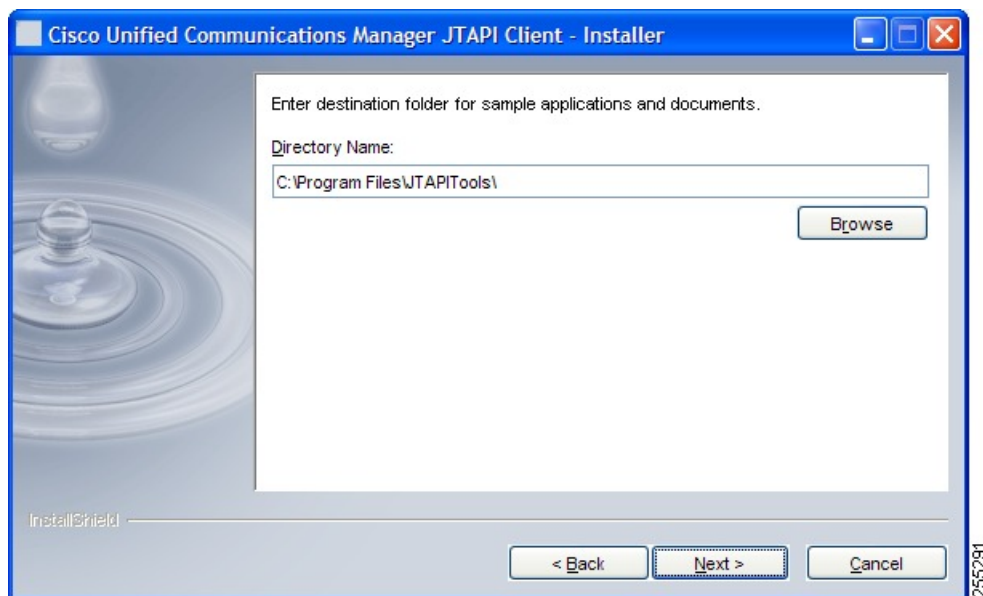 Cisco Unified Communications Manager JTAPI Client - Installer
Enter destination folder for sample applications and documents.
Directory Name:
C:\Program Files\JTAPITools\
Browse
InstallShield
< Back
Next >
Cancel
255291